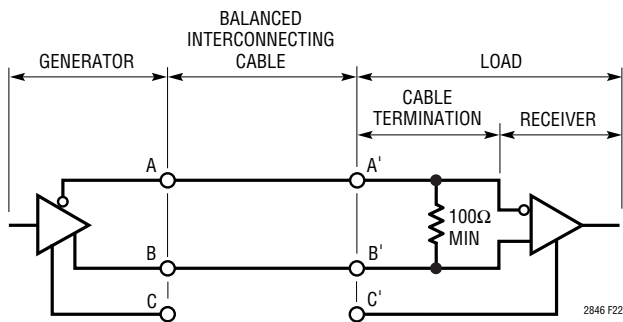 BALANCED
INTERCONNECTING
CABLE
GENERATOR
LOAD
CABLE
TERMINATION
RECEIVER
A
A'
100Ω
MIN
B
B'
C
C'
2846 F22